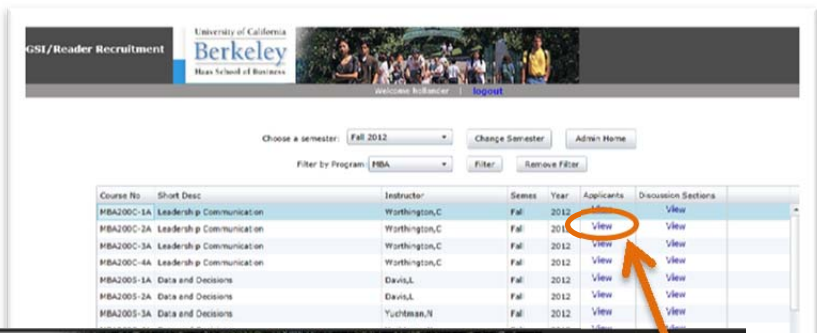 University of California
GSI/Reader Recruitment
Berkeley
Haas School of Business
Welcome hollander | logout
Choose a semester: Fall 2012 Change Semester Admin Home
Filter by Program: MBA Filter Remove Filter
Course No Short Desc Instructor Semes Year Applicants Discussion Sections
MBA200C-1A Leadership Communication Worthington,C Fall 2012 View View
MBA200C-2A Leadership Communication Worthington,C Fall 2012 View View
MBA200C-3A Leadership Communication Worthington,C Fall 2012 View View
MBA200C-4A Leadership Communication Worthington,C Fall 2012 View View
MBA200S-1A Data and Decisions Davis,L Fall 2012 View View
MBA200S-2A Data and Decisions Davis,L Fall 2012 View View
MBA200S-3A Data and Decisions Yuchtman,N Fall 2012 View View